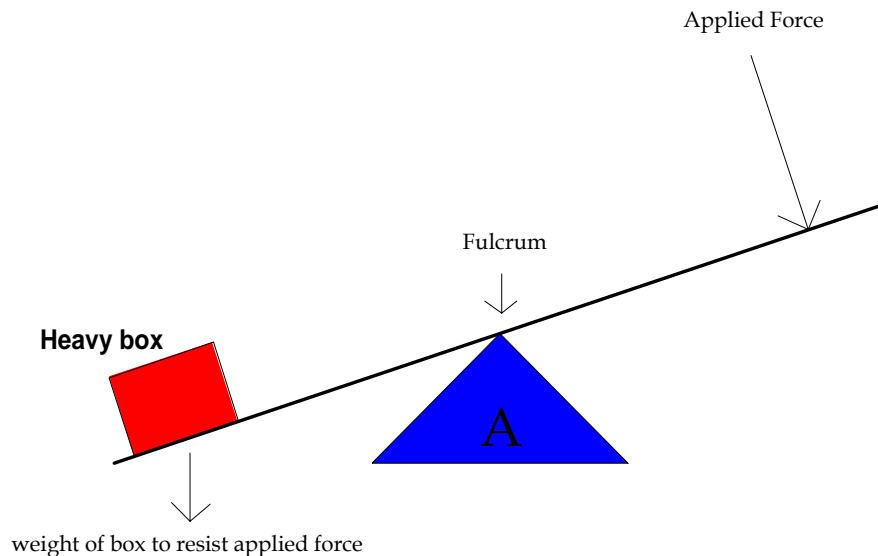 Applied Force
Fulcrum
Heavy box
A
weight of box to resist applied force